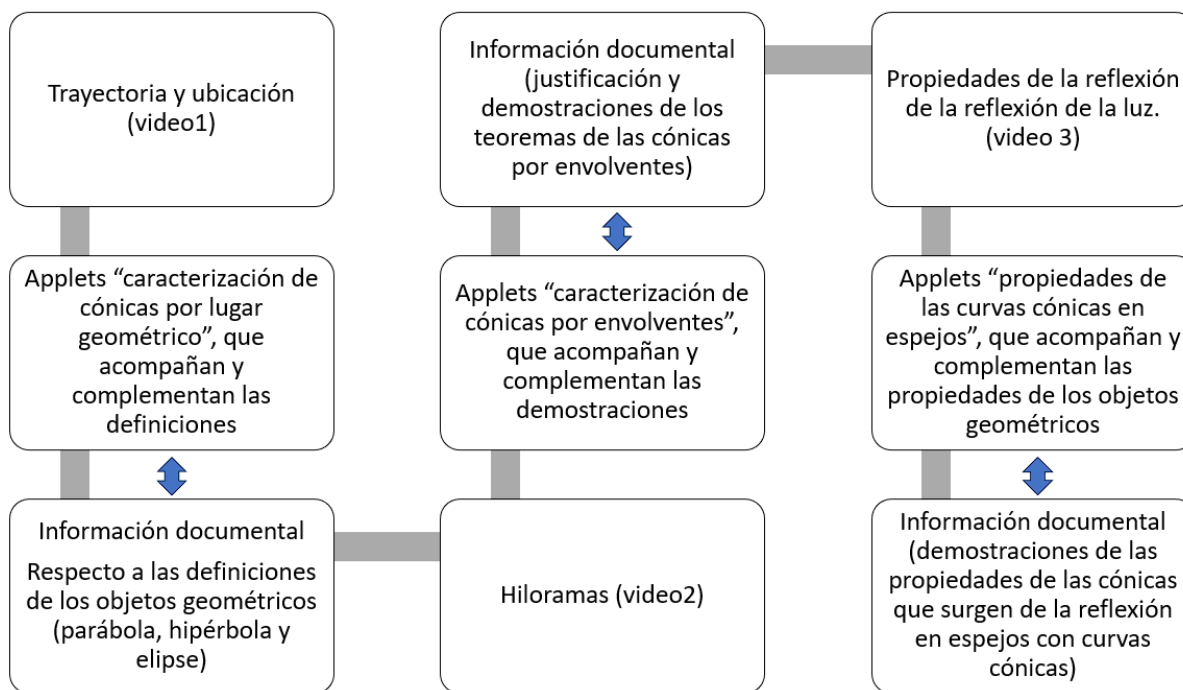 Trayectoria y ubicación
(video1)
Applets “caracterización de
cónicas por lugar
geométrico”, que
acompañan y
complementan las
definiciones
Información documental
Respecto a las definiciones
de los objetos geométricos
(parábola, hipérbola y
elipse)
Hiloramas (video2)
Applets “caracterización de
cónicas por envolventes”,
que acompañan y
complementan las
demostraciones
Información documental
(justificación y
demostraciones de los
teoremas de las cónicas
por envolventes)
Propiedades de la reflexión
de la reflexión de la luz.
(video 3)
Applets “propiedades de
las curvas cónicas en
espejos”, que acompañan y
complementan las
propiedades de los objetos
geométricos
Información documental
(demostraciones de las
propiedades de las cónicas
que surgen de la reflexión
en espejos con curvas
cónicas)